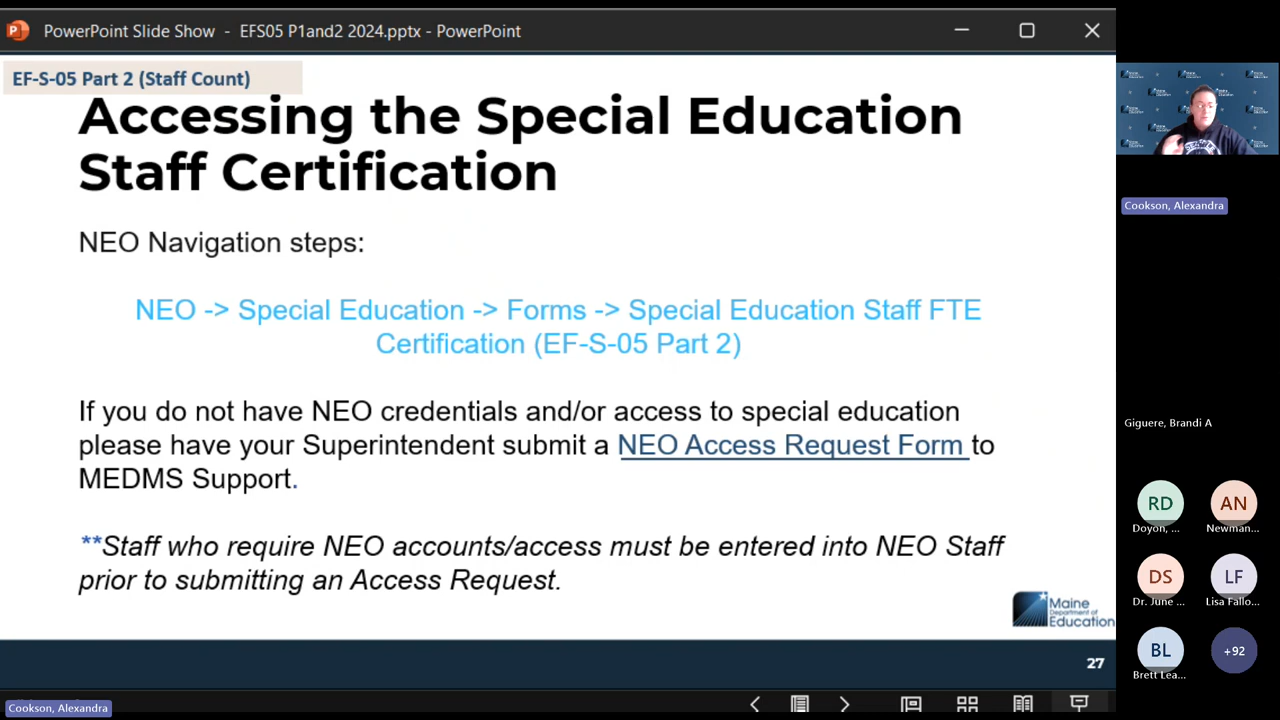 PowerPoint Slide Show - EFS05 P1and2 2024.pptx - PowerPoint
EF-S-05 Part 2 (Staff Count)
Accessing the Special Education
Staff Certification
NEO Navigation steps:
NEO -> Special Education -> Forms -> Special Education Staff FTE
Certification (EF-S-05 Part 2)
If you do not have NEO credentials and/or access to special education
please have your Superintendent submit a NEO Access Request Form to
MEDMS Support.
**Staff who require NEO accounts/access must be entered into NEO Staff
prior to submitting an Access Request.
Maine
Department of
Education
27
Cookson, Alexandra
Cookson, Alexandra
Giguere, Brandi A
RD
Doyon, ...
AN
Newman...
DS
Dr. June ...
LF
Lisa Fallo...
BL
Brett Lea...
+92